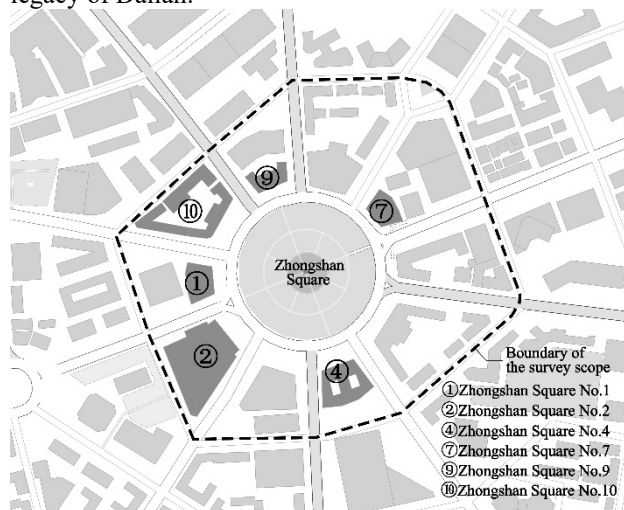 legacy of Dalian.
⑨
⑩
⑦
Zhongshan
Square
①
②
④
Boundary of
the survey scope
①Zhongshan Square No.1
②Zhongshan Square No.2
④Zhongshan Square No.4
⑦Zhongshan Square No.7
⑨Zhongshan Square No.9
⑩Zhongshan Square No.10